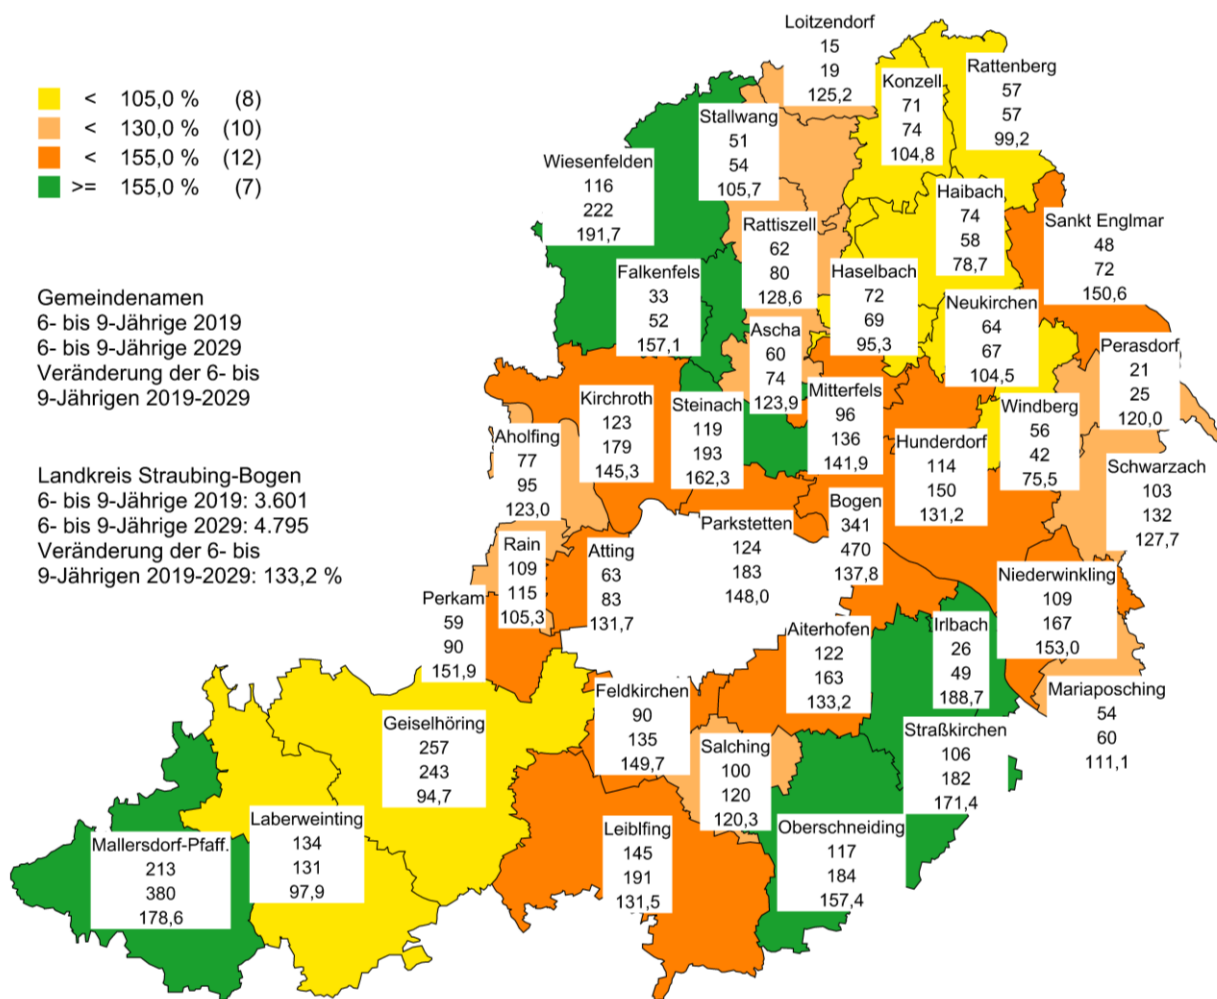 < 105,0 % (8)
< 130,0 % (10)
< 155,0 % (12)
>= 155,0 % (7)
Gemeindenamen
6- bis 9-Jährige 2019
6- bis 9-Jährige 2029
Veränderung der 6- bis
9-Jährigen 2019-2029
Landkreis Straubing-Bogen
6- bis 9-Jährige 2019: 3.601
6- bis 9-Jährige 2029: 4.795
Veränderung der 6- bis
9-Jährigen 2019-2029: 133,2 %
Loitzendorf
15
19
125,2
Konzell
71
74
104,8
Rattenberg
57
57
99,2
Stallwang
51
54
105,7
Wiesenfelden
116
222
191,7
Haibach
74
58
78,7
Sankt Englmar
48
72
150,6
Rattiszell
62
80
128,6
Falkenfels
33
52
157,1
Haselbach
72
69
95,3
Neukirchen
64
67
104,5
Ascha
60
74
123,9
Perasdorf
21
25
120,0
Kirchroth
123
179
145,3
Steinach
119
193
162,3
Mitterfels
96
136
141,9
Windberg
56
42
75,5
Aholfing
77
95
123,0
Hunderdorf
114
150
131,2
Schwarzach
103
132
127,7
Bogen
341
470
137,8
Parkstetten
124
183
148,0
Rain
109
115
105,3
Atting
63
83
131,7
Niederwinkling
109
167
153,0
Perkam
59
90
151,9
Aiterhofen
122
163
133,2
Irlbach
26
49
188,7
Mariaposching
54
60
111,1
Feldkirchen
90
135
149,7
Geiselhöring
257
243
94,7
Straßkirchen
106
182
171,4
Salching
100
120
120,3
Laberweinting
134
131
97,9
Leiblfing
145
191
131,5
Oberschneiding
117
184
157,4
Mallersdorf-Pfaff.
213
380
178,6